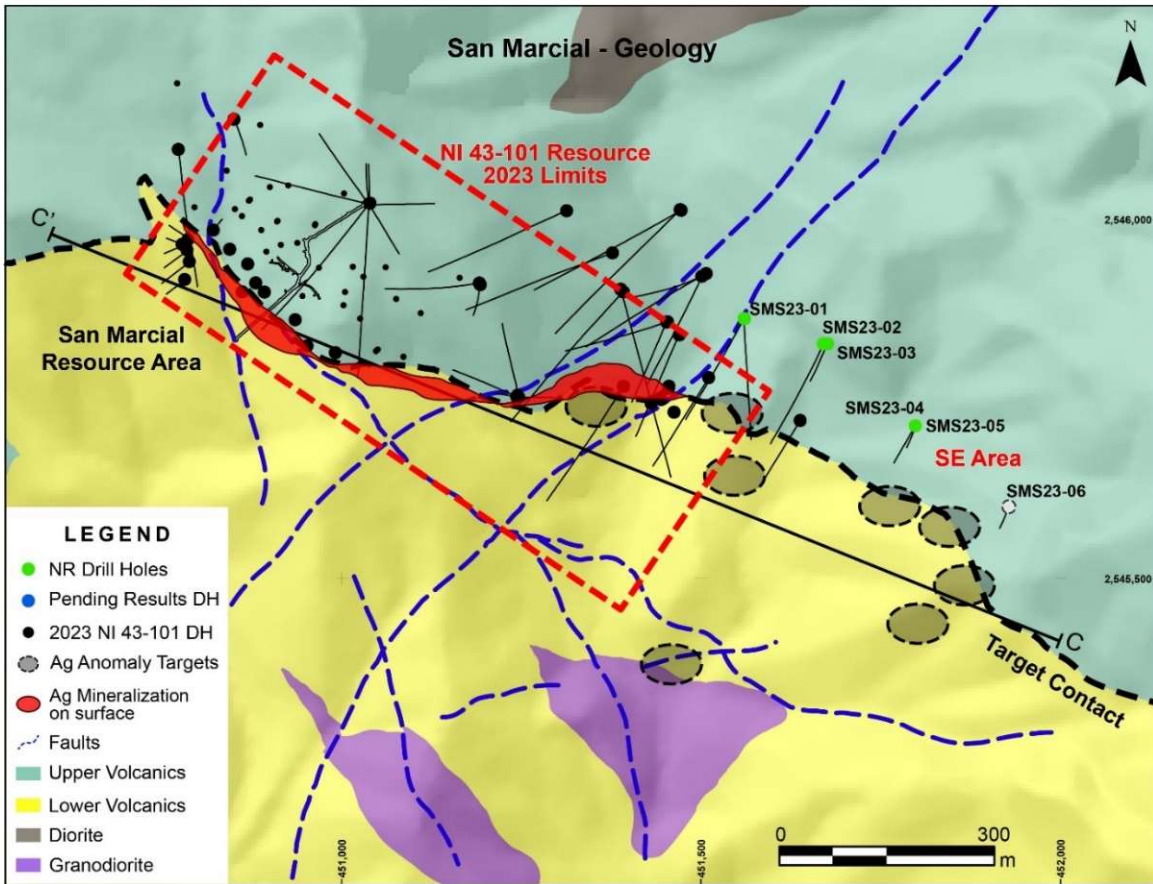 San Marcial - Geology
N
NI 43-101 Resource
2023 Limits
C'
2,546,000
SMS23-01
SMS23-02
SMS23-03
San Marcial
Resource Area
SMS23-04
SMS23-05
SE Area
SMS23-06
LEGEND
NR Drill Holes
Pending Results DH
2023 NI 43-101 DH
Ag Anomaly Targets
Ag Mineralization
on surface
Faults
Upper Volcanics
Lower Volcanics
Diorite
Granodiorite
2,545,500
C
Target Contact
0 300
m
451,000
451,500
452,000